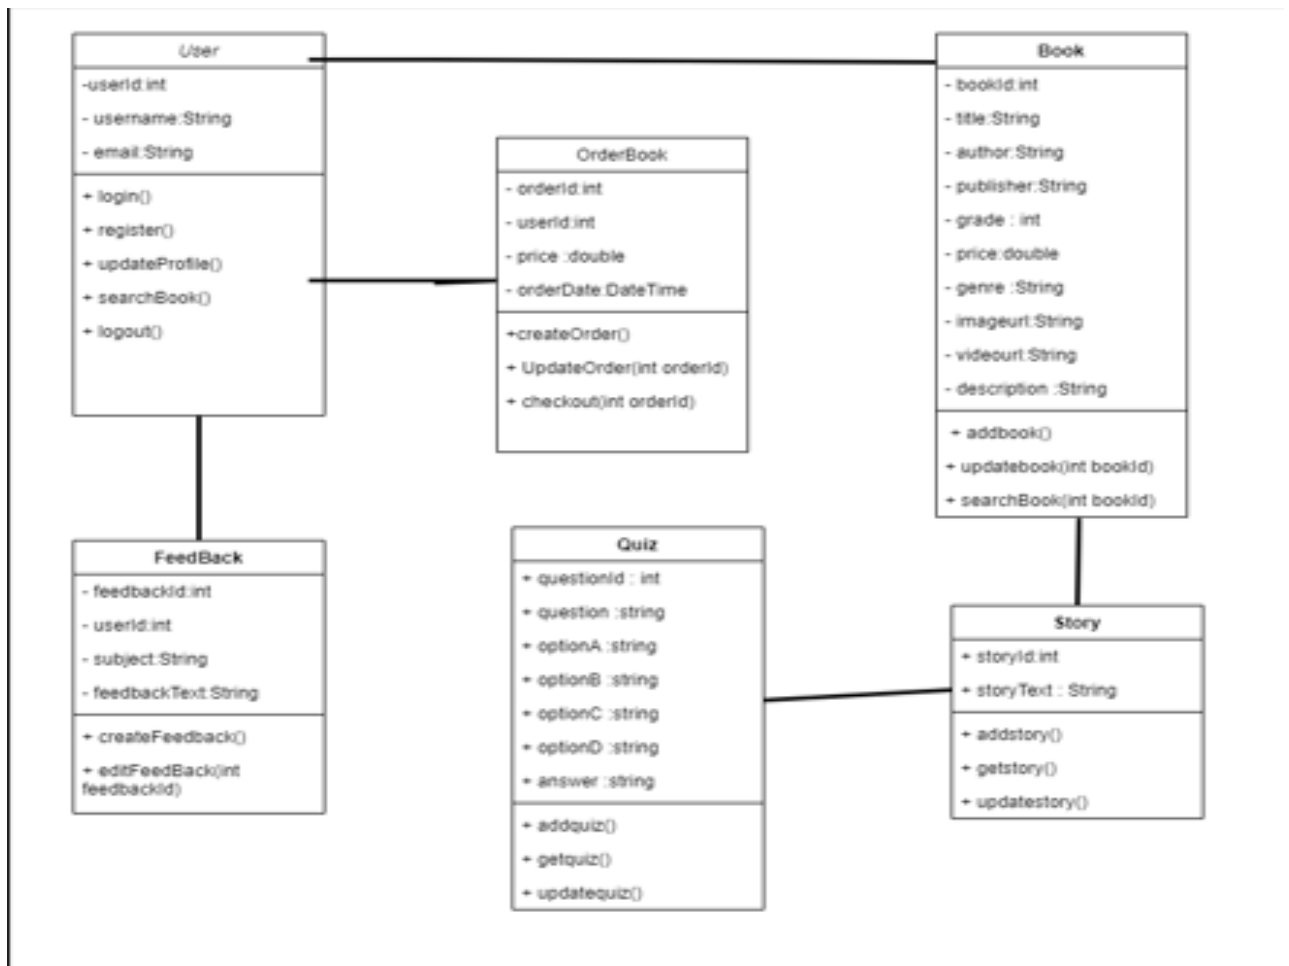 User
-userId:int
- username:String
- email:String
+ login()
+ register()
+ updateProfile()
+ searchBook()
+ logout()
OrderBook
- orderId:int
- userId:int
- price :double
- orderDate:DateTime
+createOrder()
+ UpdateOrder(int orderId)
+ checkout(int orderId)
Book
- bookId:int
- title:String
- author:String
- publisher:String
- grade : int
- price:double
- genre :String
- imageurl:String
- videourl:String
- description :String
+ addbook()
+ updatebook(int bookId)
+ searchBook(int bookId)
FeedBack
- feedbackId:int
- userId:int
- subject:String
- feedbackText:String
+ createFeedback()
+ editFeedBack(int
feedbackId)
Quiz
+ questionId : int
+ question :string
+ optionA :string
+ optionB :string
+ optionC :string
+ optionD :string
+ answer :string
+ addquiz()
+ getquiz()
+ updatequiz()
Story
+ storyId:int
+ storyText : String
+ addstory()
+ getstory()
+ updatestory()